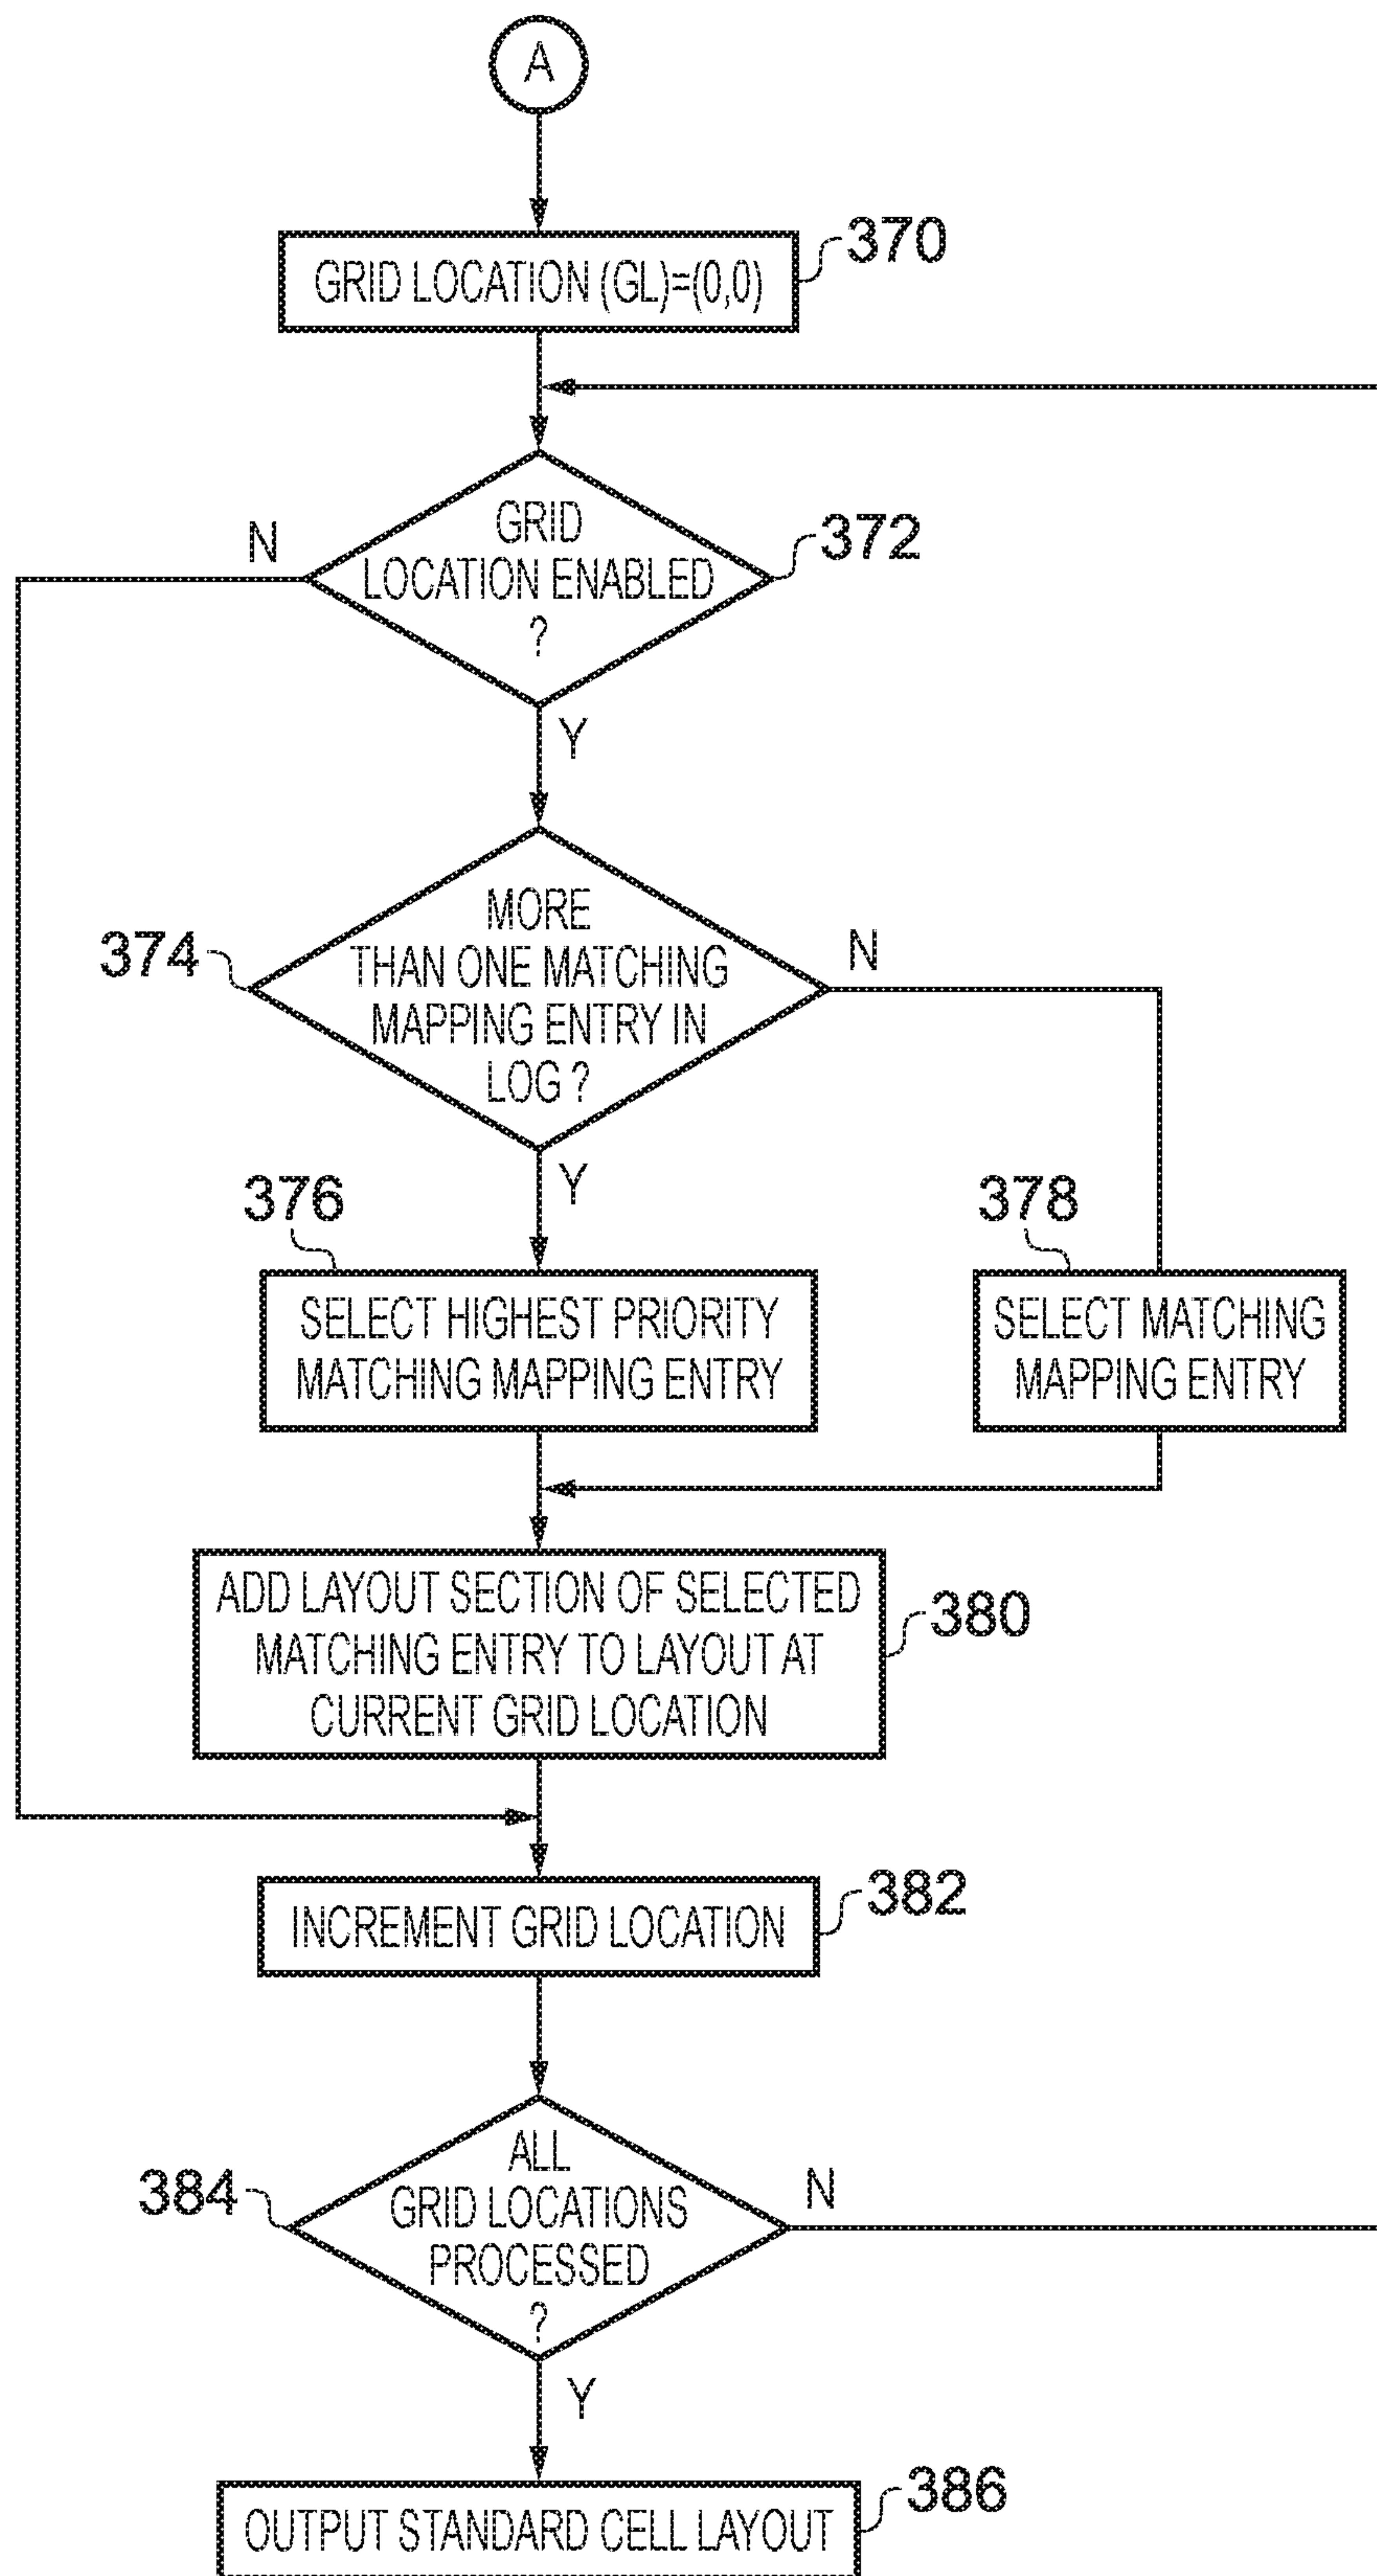 A
370
GRID LOCATION (GL)=(0,0)
N
GRID
LOCATION ENABLED
?
372
Y
374
MORE
THAN ONE MATCHING
MAPPING ENTRY IN
LOG ?
N
Y
376
378
SELECT HIGHEST PRIORITY
MATCHING MAPPING ENTRY
SELECT MATCHING
MAPPING ENTRY
ADD LAYOUT SECTION OF SELECTED
MATCHING ENTRY TO LAYOUT AT
CURRENT GRID LOCATION
380
382
INCREMENT GRID LOCATION
384
ALL
GRID LOCATIONS
PROCESSED
?
N
Y
386
OUTPUT STANDARD CELL LAYOUT